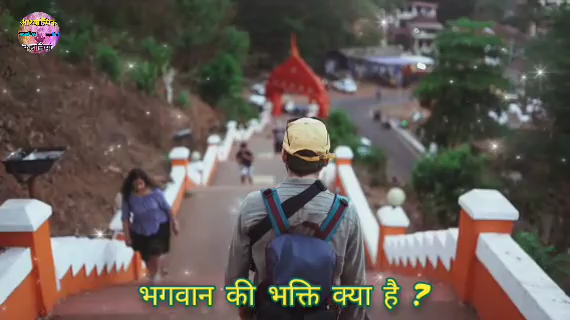 भगवान की भक्ति क्या है ?